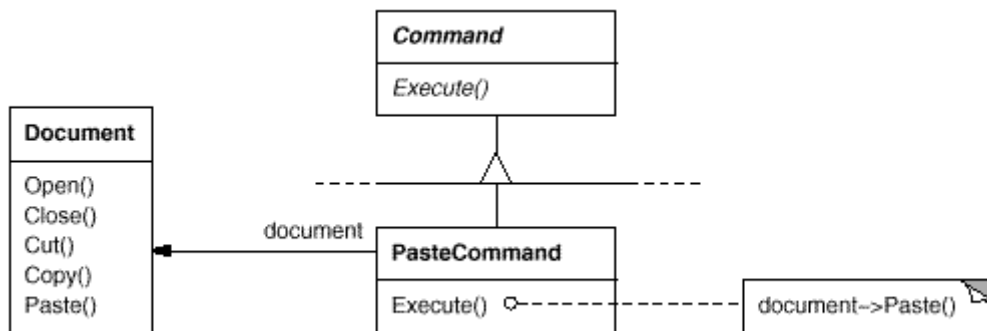 Command
Execute()
Document
Open()
Close()
Cut()
Copy()
Paste()
document
PasteCommand
Execute()
document->Paste()